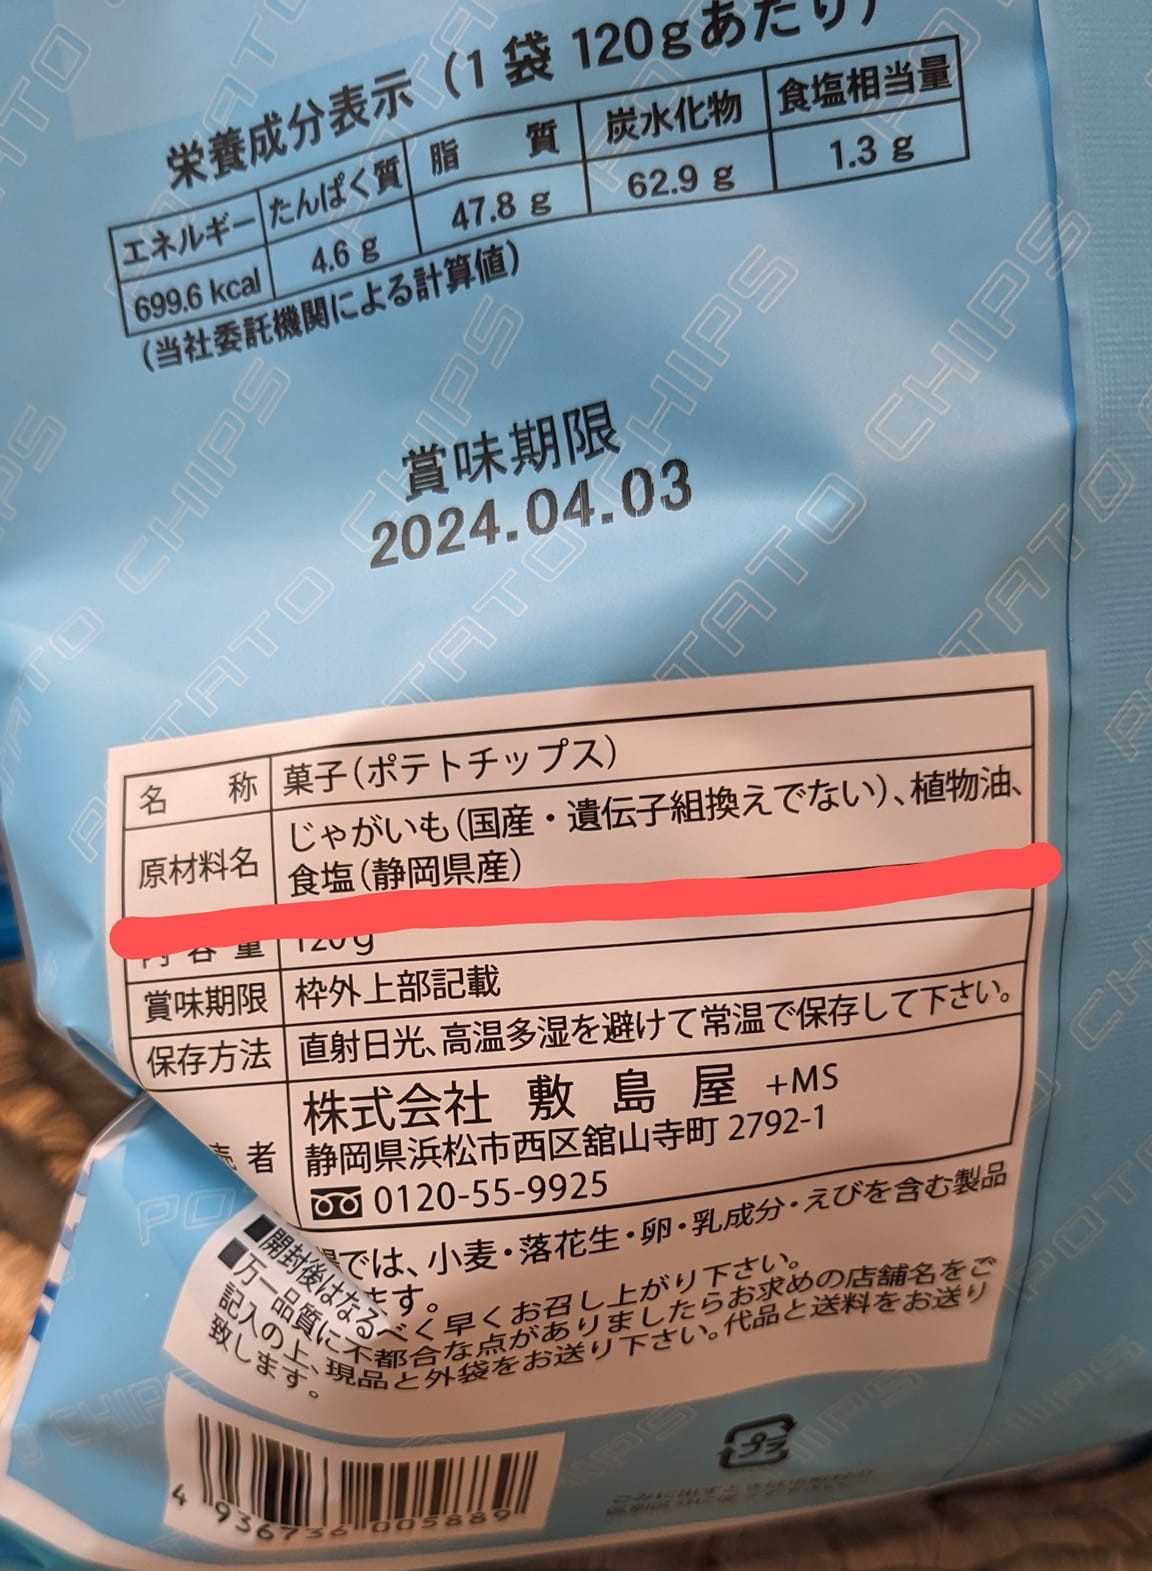 栄養成分表示(1袋120gあたり)
エネルギー たんぱく質 脂 質 炭水化物 食塩相当量
699.6 kcal 4.6 g 47.8 g 62.9 g 1.3 g
(当社委託機関による計算値)
賞味期限
2024.04.03
名 称 菓子(ポテトチップス)
原材料名 じゃがいも(国産・遺伝子組換えでない)、植物油、
食塩(静岡県産)
内容量 120g
賞味期限 枠外上部記載
保存方法 直射日光、高温多湿を避けて常温で保存して下さい。
売者 株式会社 敷島屋 +MS
静岡県浜松市西区舘山寺町 2792-1
0120-55-9925
では、小麦・落花生・卵・乳成分・えびを含む製品
ます。
■開封後はなるべく早くお召し上がり下さい。
■万一品質に不都合な点がありましたらお求めの店舗名をご
記入の上、現品と外袋をお送り下さい。代品と送料をお送り
致します。
4 936736 005889
プラ
POTATO CHIPS